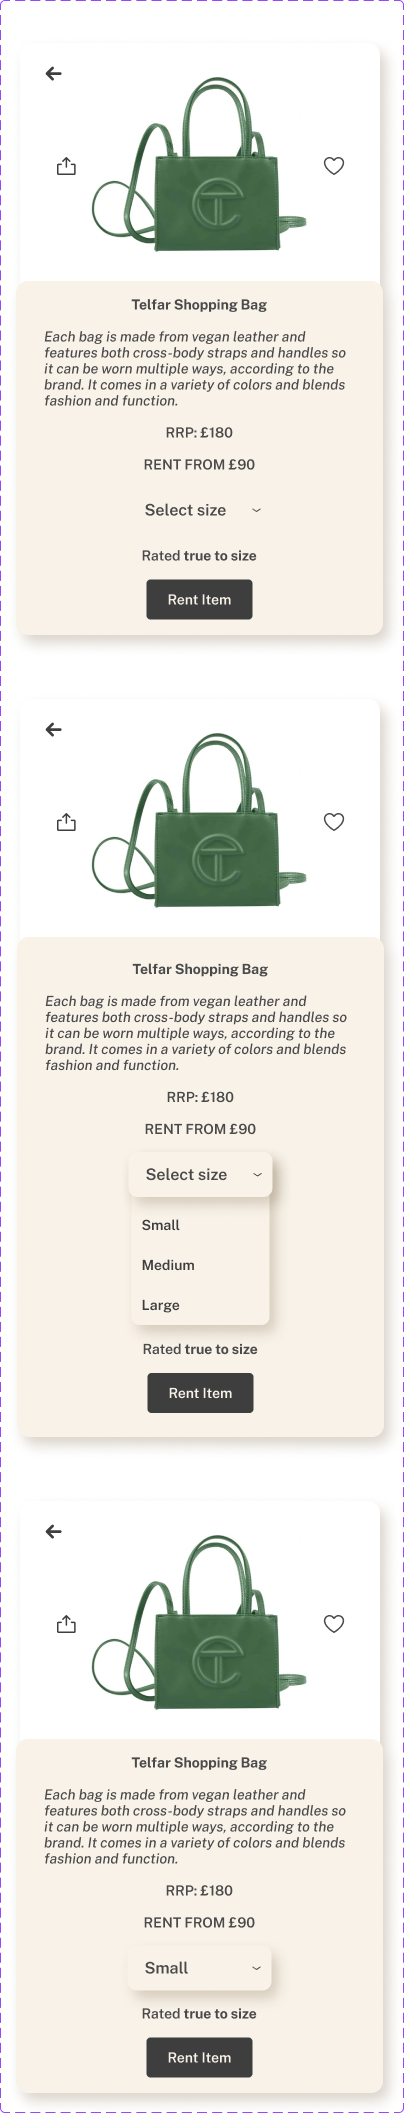 Telfar Shopping Bag
Each bag is made from vegan leather and
features both cross-body straps and handles so
it can be worn multiple ways, according to the
brand. It comes in a variety of colors and blends
fashion and function.
RRP: £180
RENT FROM £90
Select size
Rated true to size
Rent Item
Telfar Shopping Bag
Each bag is made from vegan leather and
features both cross-body straps and handles so
it can be worn multiple ways, according to the
brand. It comes in a variety of colors and blends
fashion and function.
RRP: £180
RENT FROM £90
Select size
Small
Medium
Large
Rated true to size
Rent Item
Telfar Shopping Bag
Each bag is made from vegan leather and
features both cross-body straps and handles so
it can be worn multiple ways, according to the
brand. It comes in a variety of colors and blends
fashion and function.
RRP: £180
RENT FROM £90
Small
Rated true to size
Rent Item